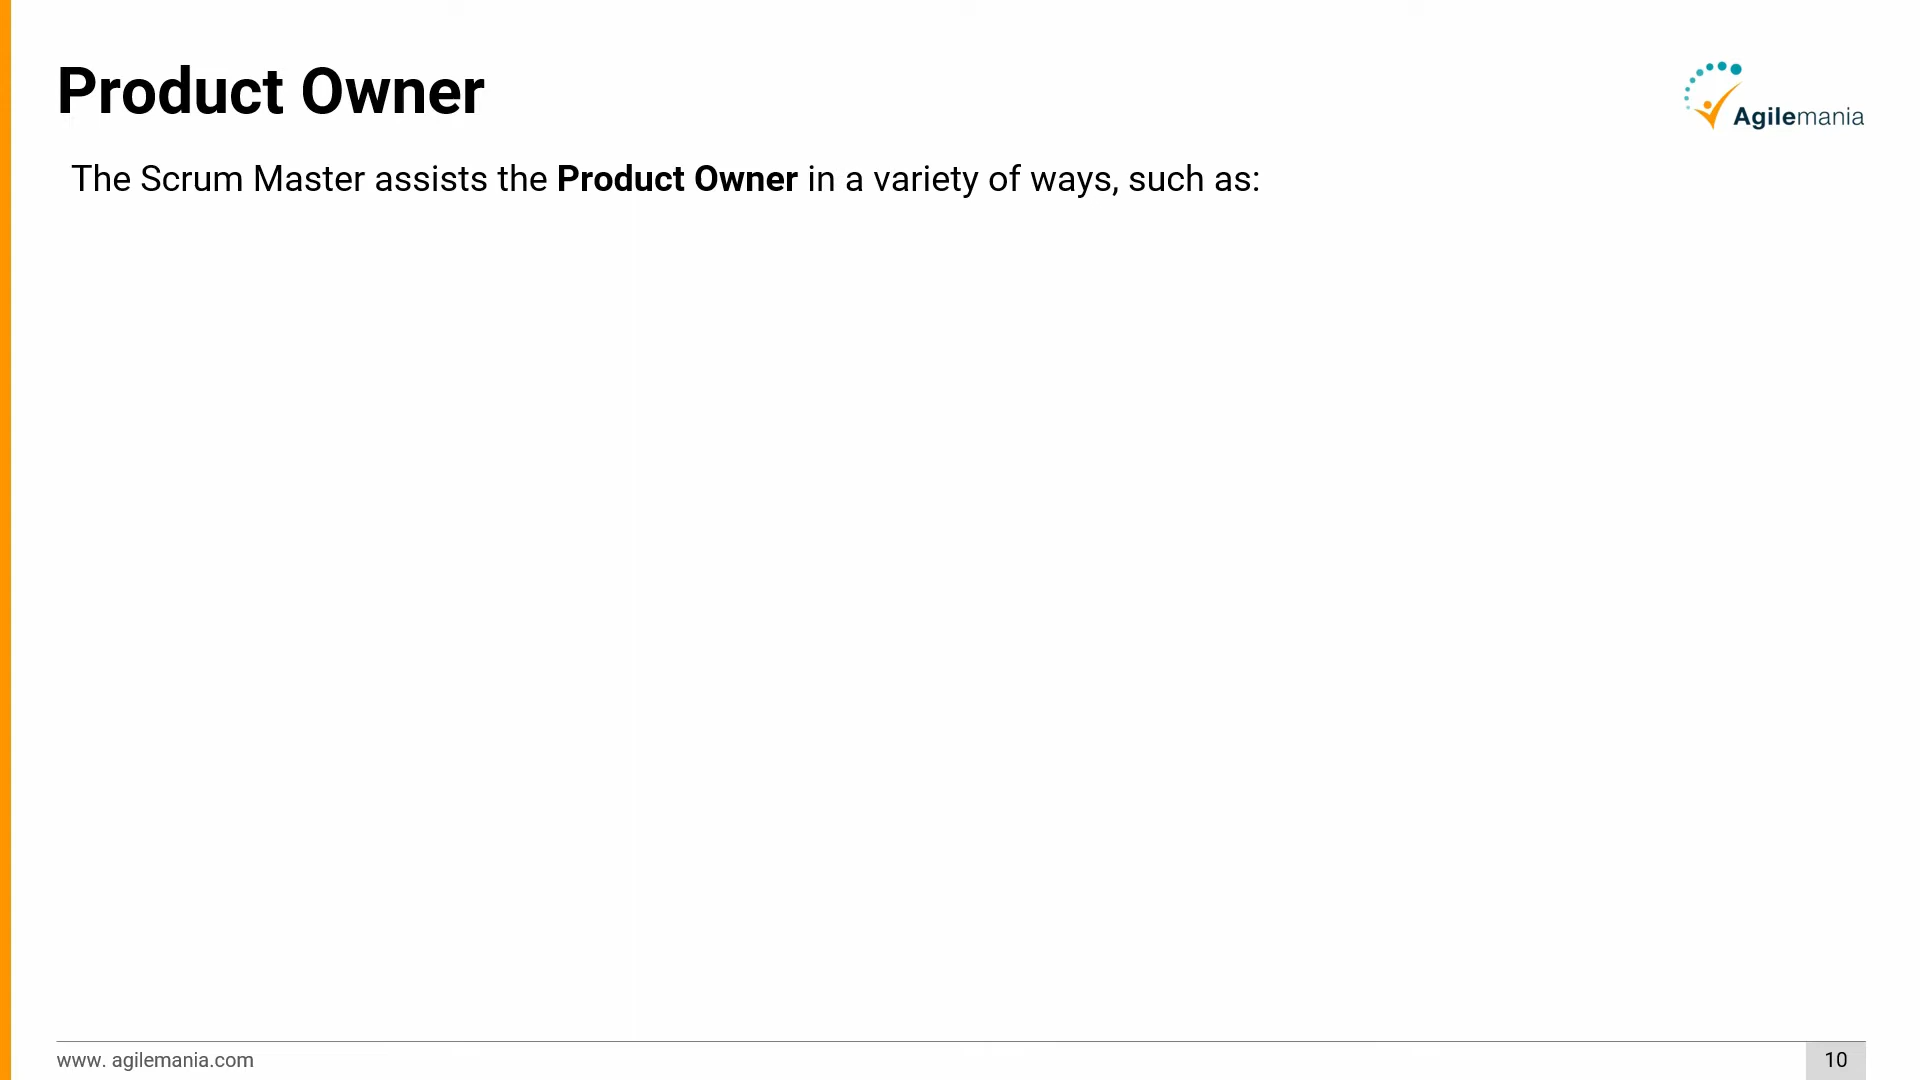 Product Owner
Agilemania
The Scrum Master assists the Product Owner in a variety of ways, such as:
www. agilemania.com
10